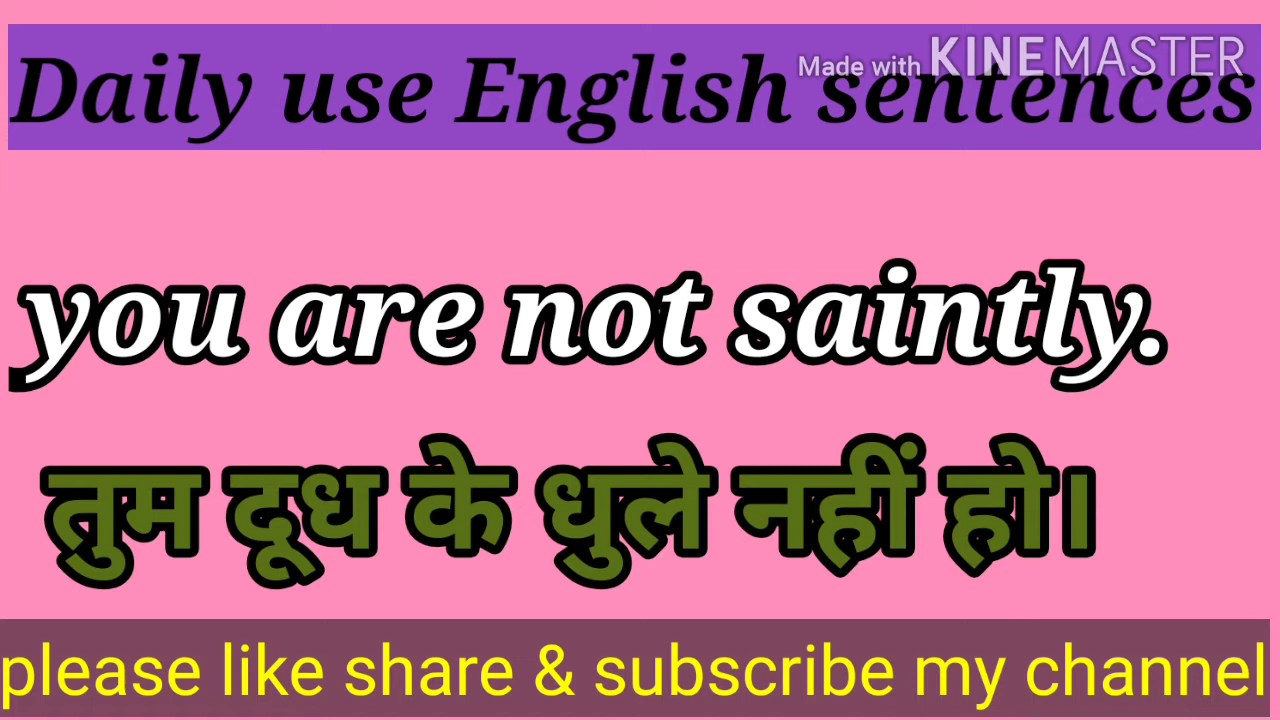 Made with KINEMASTER
Daily use English sentences
you are not saintly.
तुम दूध के धुले नहीं हो।
please like share & subscribe my channel